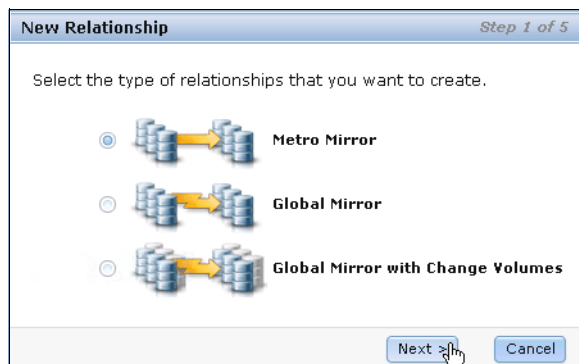 New Relationship Step 1 of 5
Select the type of relationships that you want to create.
Metro Mirror
Global Mirror
Global Mirror with Change Volumes
Next > Cancel